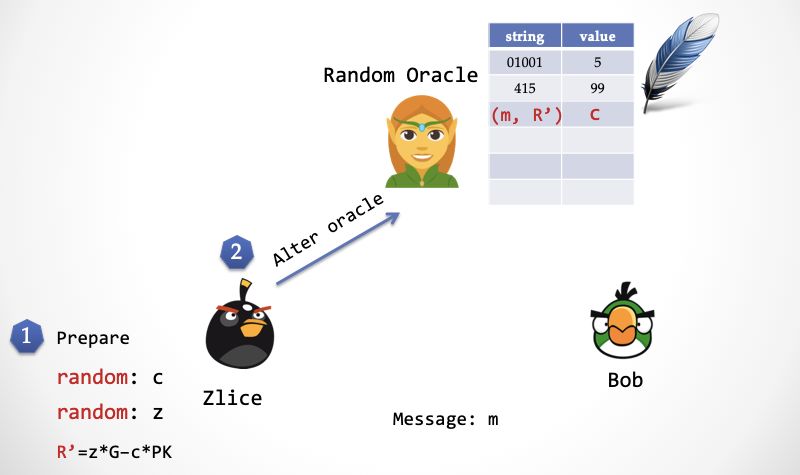 Random Oracle
string value
01001 5
415 99
(m, R’) C
Alter oracle
2
1 Prepare
random: c
random: z
R’=z*G–c*PK
Zlice
Bob
Message: m